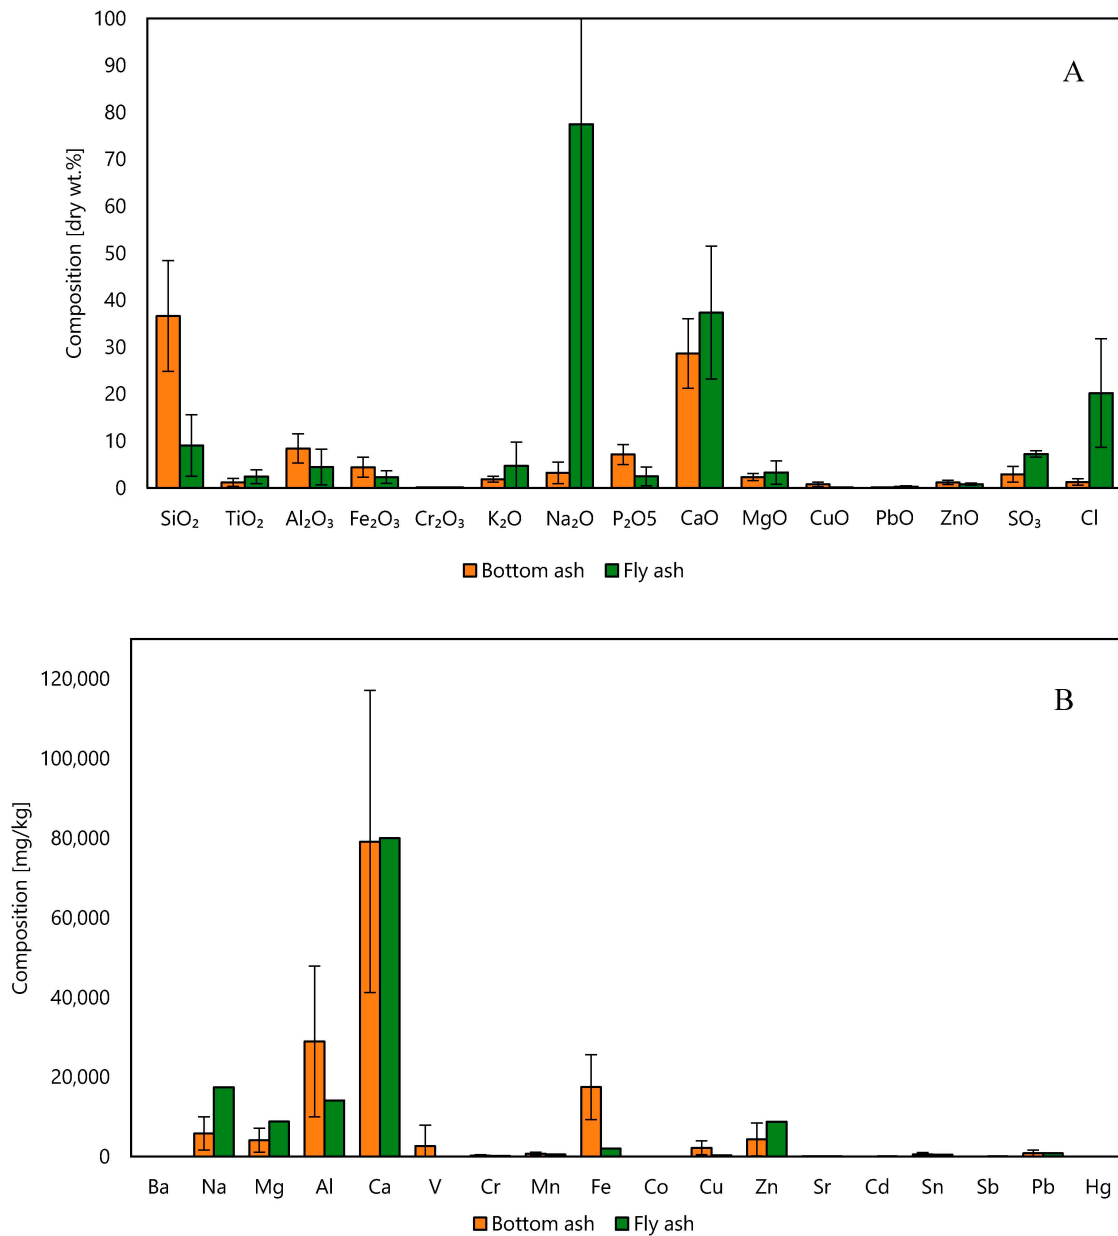 100
90
80
70
60
50
40
30
20
10
0
Composition [dry wt.%]
A
SiO₂ TiO₂ Al₂O₃ Fe₂O₃ Cr₂O₃ K₂O Na₂O P₂O5 CaO MgO CuO PbO ZnO SO₃ Cl
Bottom ash Fly ash
120,000
100,000
80,000
60,000
40,000
20,000
0
Composition [mg/kg]
B
Ba Na Mg Al Ca V Cr Mn Fe Co Cu Zn Sr Cd Sn Sb Pb Hg
Bottom ash Fly ash